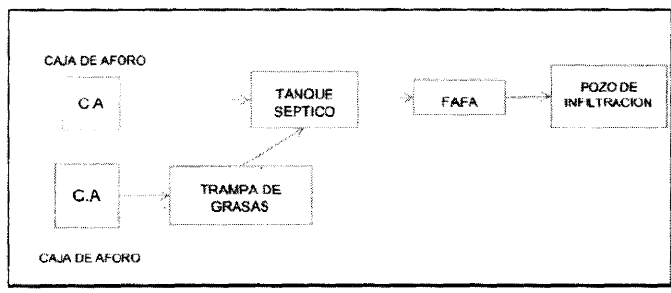 CAJA DE AFORO
C.A
TANQUE
SEPTICO
FAFA
POZO DE
INFILTRACION
C.A
TRAMPA DE
GRASAS
CAJA DE AFORO